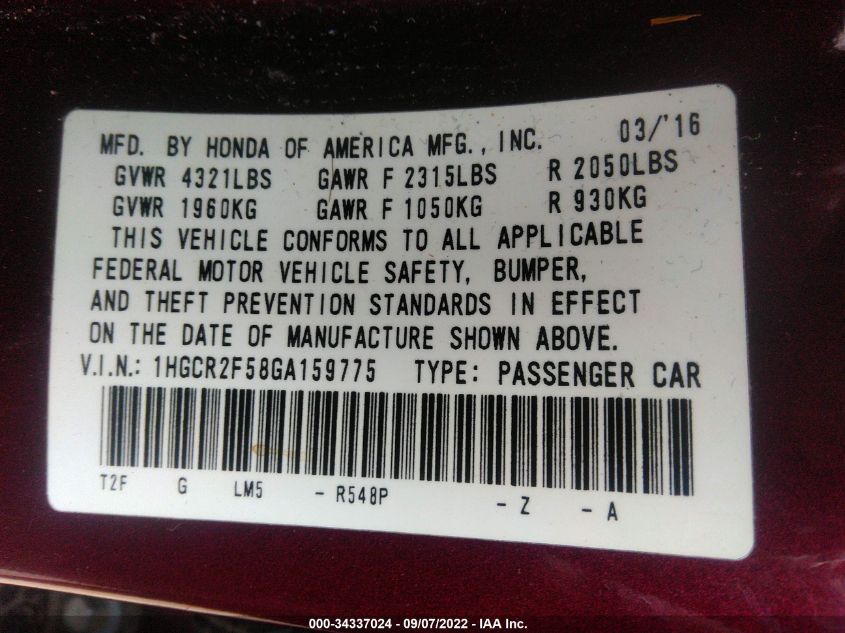 MFD. BY HONDA OF AMERICA MFG., INC. 03/'16
GVWR 4321LBS GAWR F 2315LBS R 2050LBS
GVWR 1960KG GAWR F 1050KG R 930KG
THIS VEHICLE CONFORMS TO ALL APPLICABLE
FEDERAL MOTOR VEHICLE SAFETY, BUMPER,
AND THEFT PREVENTION STANDARDS IN EFFECT
ON THE DATE OF MANUFACTURE SHOWN ABOVE.
V.I.N.: 1HGCR2F58GA159775 TYPE: PASSENGER CAR
T2F G LM5 - R548P - Z - A
000-34337024 - 09/07/2022 - IAA Inc.